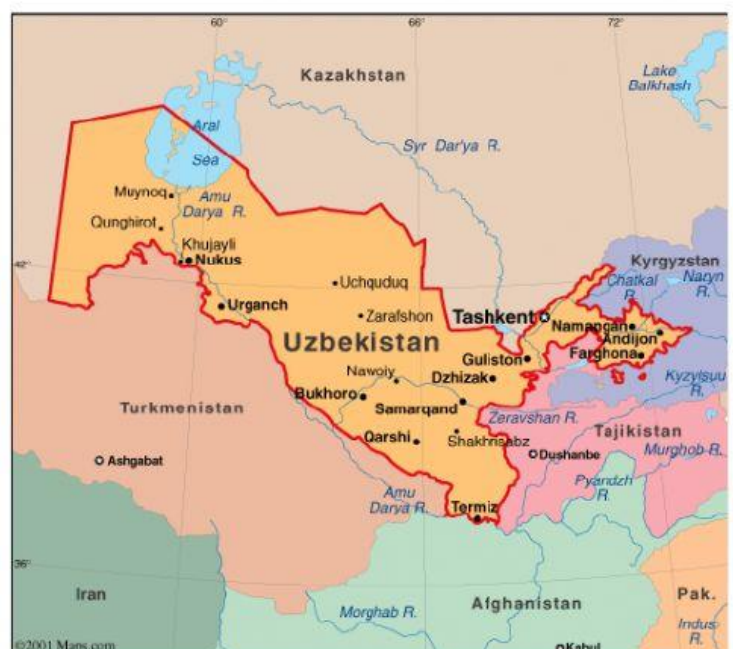 60°
66°
72°
Kazakhstan
Lake
Balkhash
Aral
Sea
Syr Dar'ya R.
Muynoq
Amu
Darya R.
Qunghirot
Khujayli
Nukus
42°
Kyrgyzstan
Chatkal
R.
Naryn
R.
Uchquduq
Urganch
Zarafshon
Tashkent
Namangan
Andijon
Uzbekistan
Guliston
Farghona
Nawoiy
Dzhizak
Kyzylsuu
R.
Bukhoro
Samarqand
Turkmenistan
Zeravshan R.
Tajikistan
Qarshi
Shakhrisabz
Ashgabat
Dushanbe
Murghob R.
Pyandzh
R.
Amu
Darya R.
Termiz
36°
Iran
Morghab R.
Afghanistan
Pak.
Indus
R.
©2001 Maps.com
Kabul